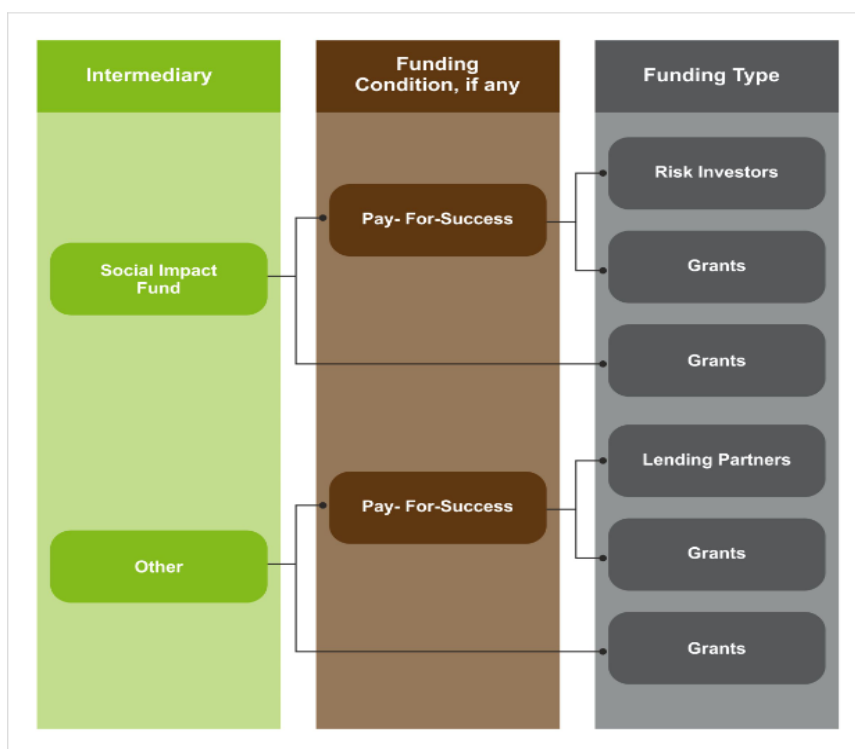 Intermediary
Funding
Condition, if any
Funding Type
Risk Investors
Pay- For-Success
Social Impact
Fund
Grants
Grants
Lending Partners
Pay- For-Success
Other
Grants
Grants